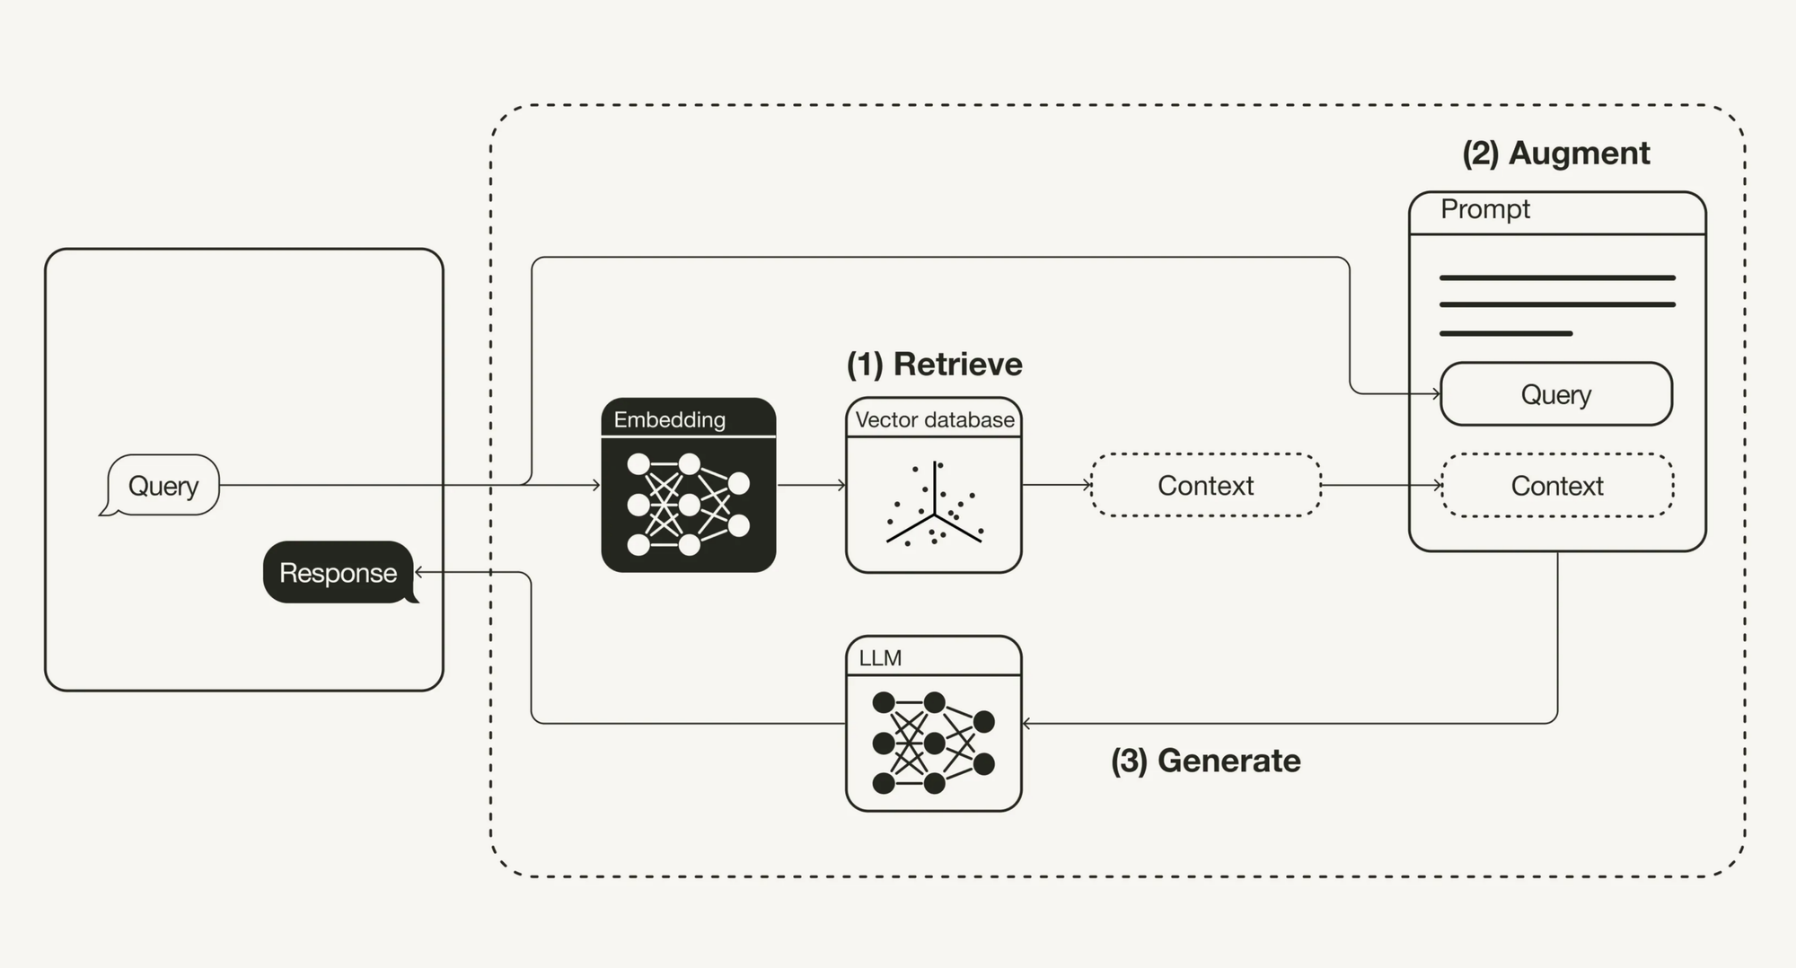 (2) Augment
Prompt
(1) Retrieve
Query
Embedding
Vector database
Query
Context
Context
Response
LLM
(3) Generate